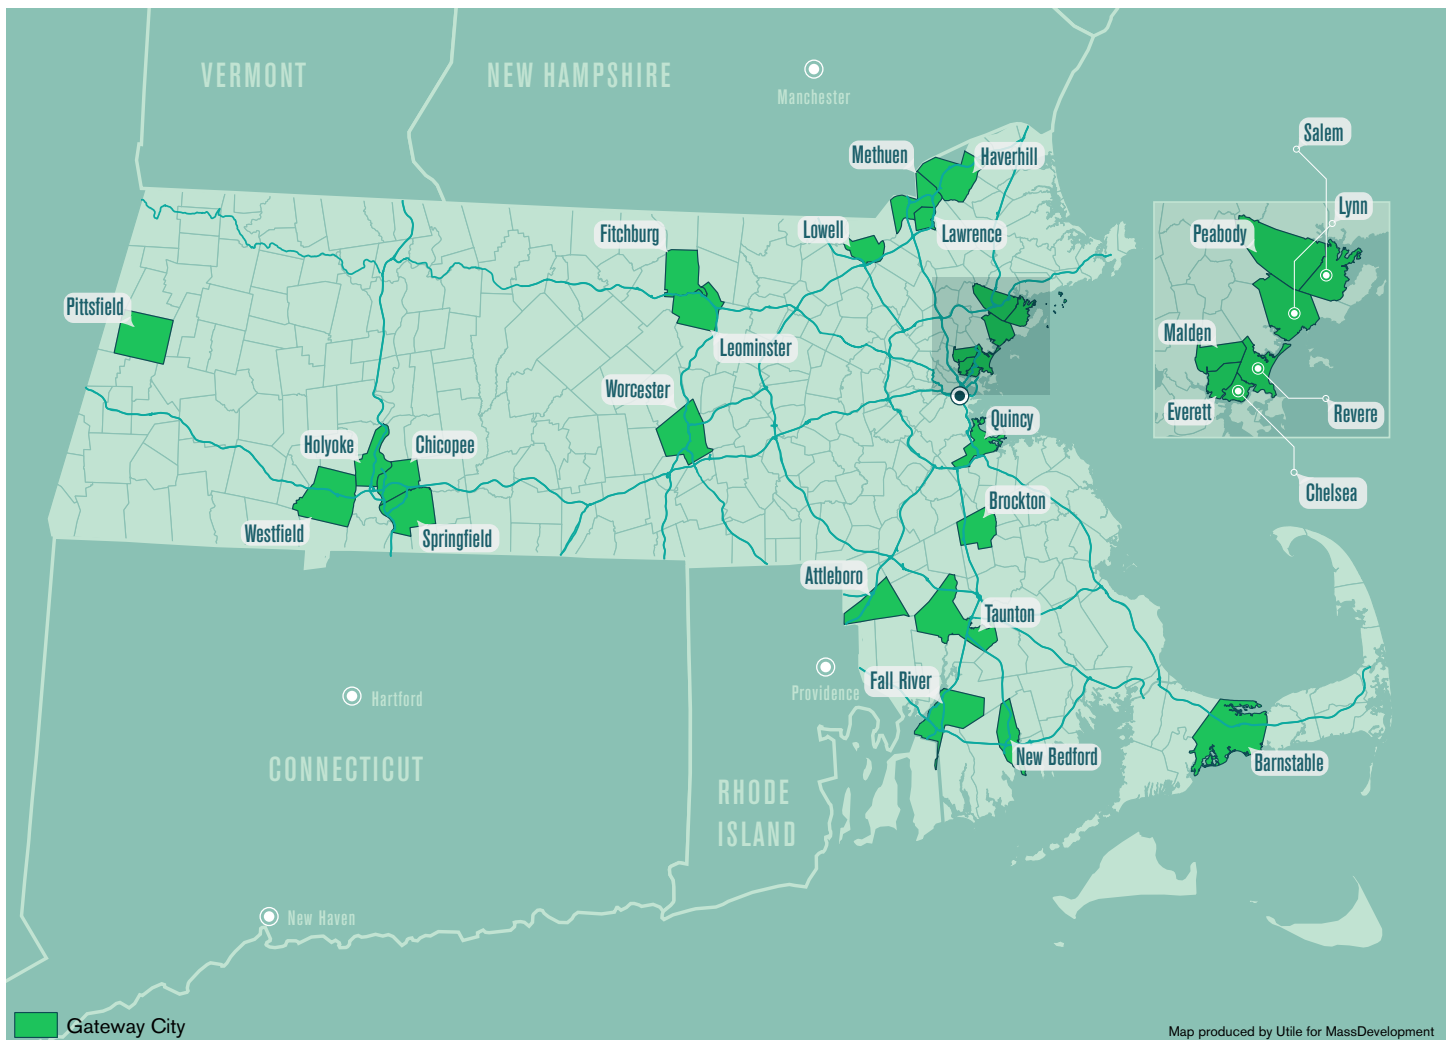 VERMONT
NEW HAMPSHIRE
Manchester
Salem
Methuen
Haverhill
Lynn
Fitchburg
Lowell
Lawrence
Peabody
Pittsfield
Malden
Leominster
Worcester
Everett
Revere
Quincy
Holyoke
Chicopee
Chelsea
Brockton
Westfield
Springfield
Attleboro
Taunton
Fall River
Providence
Hartford
New Bedford
Barnstable
CONNECTICUT
RHODE
ISLAND
New Haven
Gateway City
Map produced by Utile for MassDevelopment